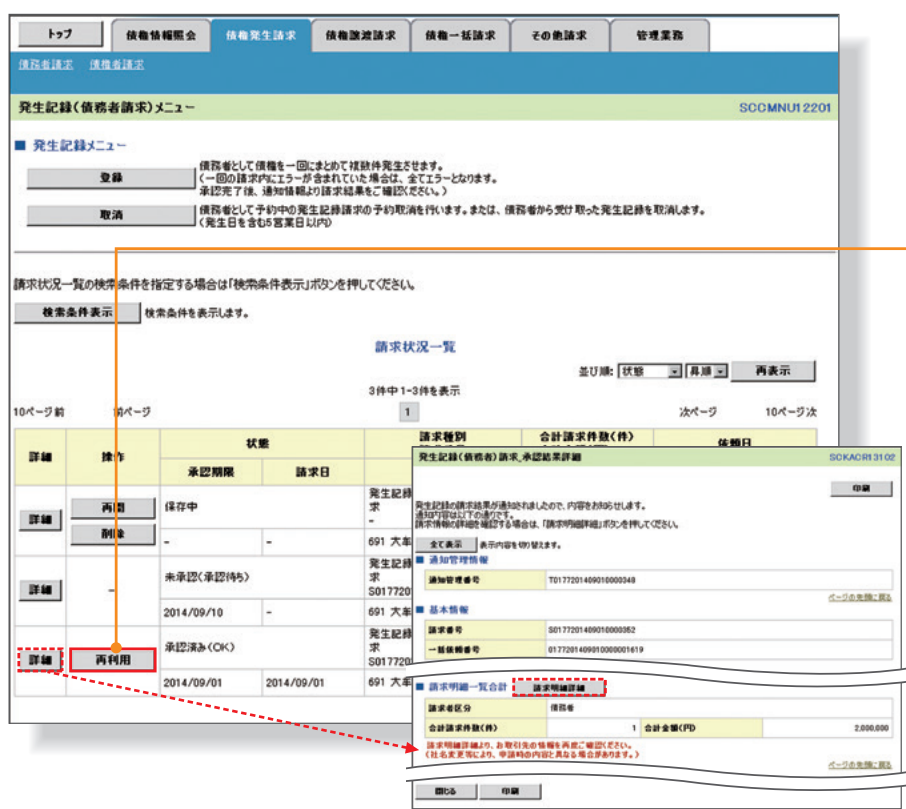 トップ 債権情報照会 債権発生請求 債権譲渡請求 債権一括請求 その他請求 管理業務
債務者請求 債権者請求
発生記録(債務者請求)メニュー SCCMNU12201
■ 発生記録メニュー
登録 債務者として債権を一回にまとめて複数件発生させます。
(一回の請求内にエラーが含まれていた場合は、全てエラーとなります。
承認完了後、通知情報より請求結果をご確認ください。)
取消 債務者として予約中の発生記録請求の予約取消を行います。または、債務者から受け取った発生記録を取消します。
(発生日を含む5営業日以内)
請求状況一覧の検索条件を指定する場合は「検索条件表示」ボタンを押してください。
検索条件表示 検索条件を表示します。
請求状況一覧
並び順: 状態 昇順 再表示
3件中 1-3件を表示
10ページ前 前ページ 1 次ページ 10ページ次
詳細 操作 状態 請求種別 合計請求件数(件) 依頼日
承認期限 請求日
詳細 再開 削除 保存中 発生記録
求
-
- - 691 大車
詳細 - 未承認(承認待ち) 発生記録
求
S017720
2014/09/10 - 691 大車
詳細 再利用 承認済み(OK) 発生記録
求
S017720
2014/09/01 2014/09/01 691 大車
発生記録(債務者)請求_承認結果詳細 SCKACR13102
印刷
発生記録の請求結果が通知されましたので、内容をお知らせします。
通知内容は以下の通りです。
請求情報の詳細を確認する場合は、「請求明細詳細」ボタンを押してください。
全て表示 表示内容を切り替えます。
■ 通知管理情報
通知管理番号 T0177201409010000348
ページの先頭に戻る
■ 基本情報
請求番号 S0177201409010000352
一括依頼番号 0177201409010000001619
■ 請求明細一覧合計 請求明細詳細
請求者区分 債務者
合計請求件数(件) 1 合計金額(円) 2,000,000
請求明細詳細より、お取引先の情報を再度ご確認ください。
(社名変更等により、申請時の内容と異なる場合があります。)
ページの先頭に戻る
閉じる 印刷